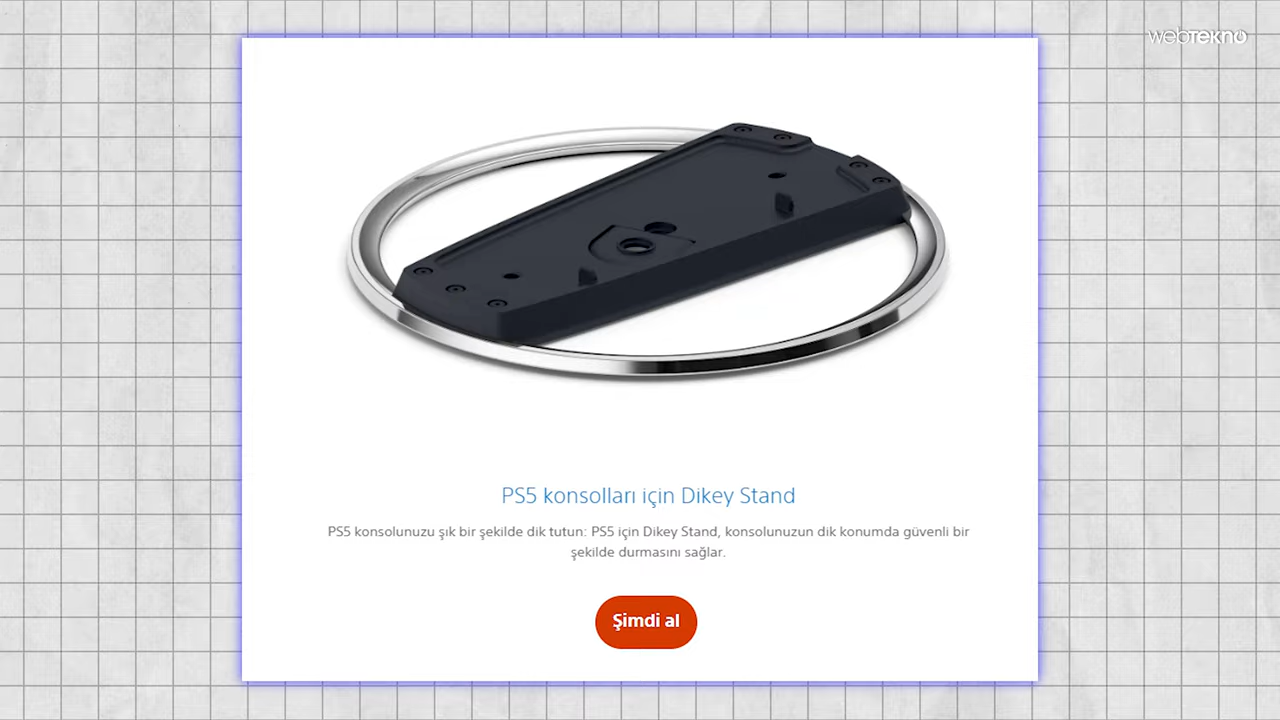 webtekno
PS5 konsolları için Dikey Stand
PS5 konsolunuzu şık bir şekilde dik tutun: PS5 için Dikey Stand, konsolunuzun dik konumda güvenli bir
şekilde durmasını sağlar.
Şimdi al